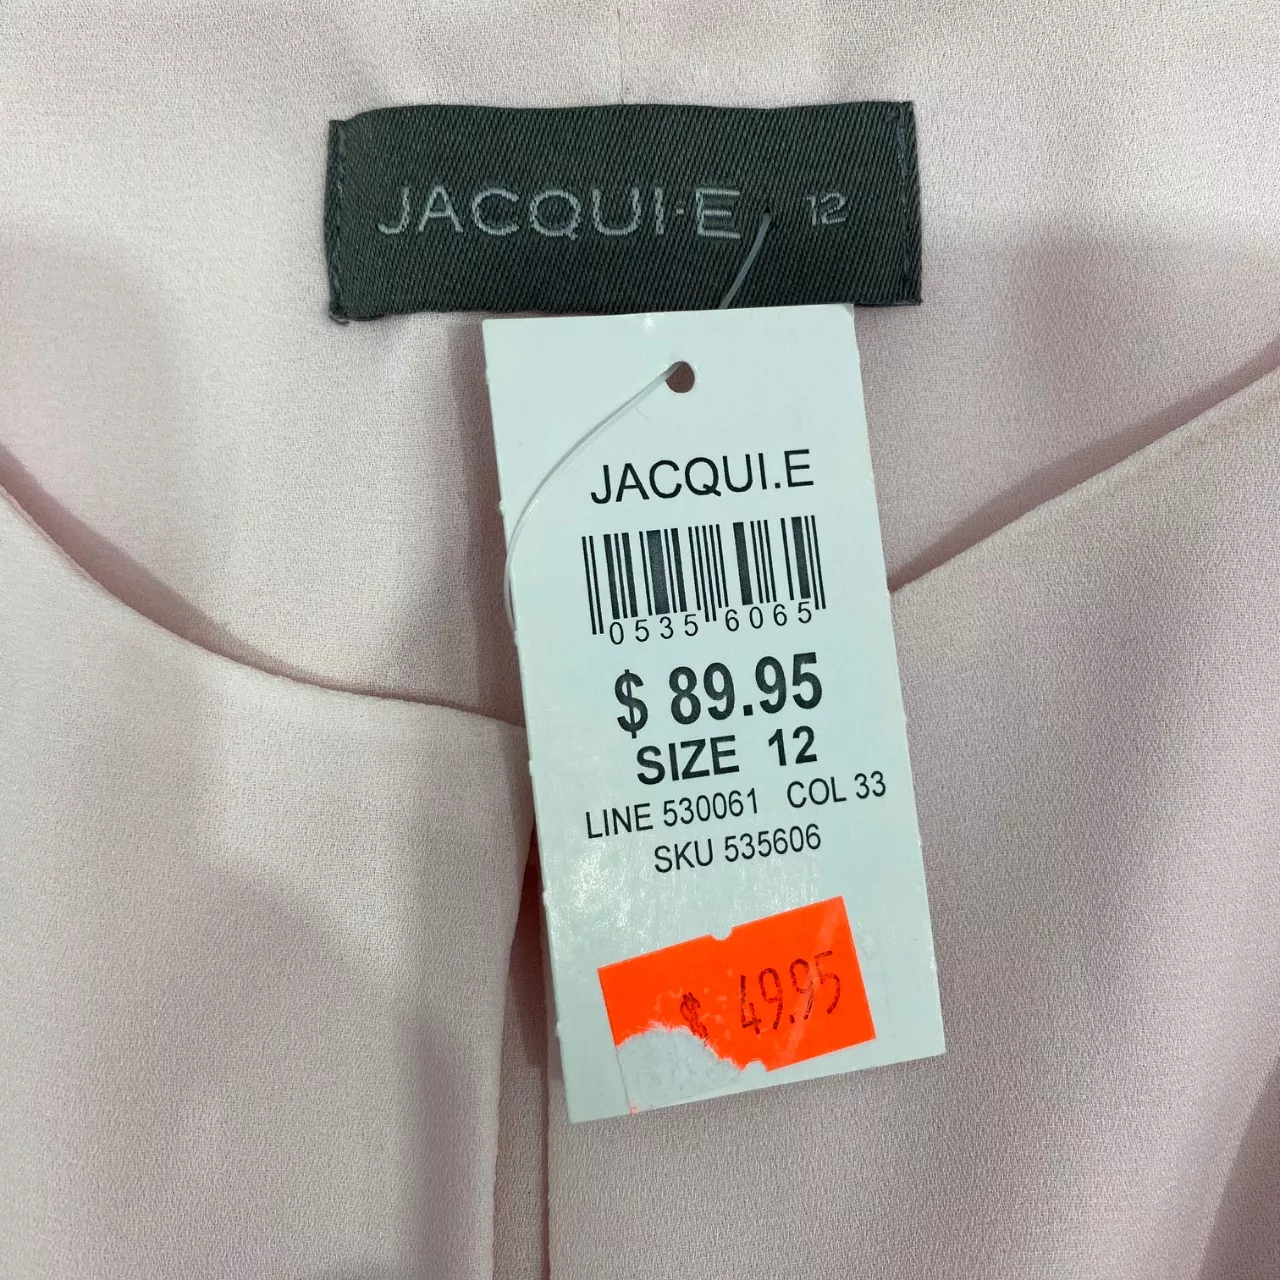 JACQUI·E 12
JACQUI.E
0535 6065
$ 89.95
SIZE 12
LINE 530061 COL 33
SKU 535606
$ 49.95